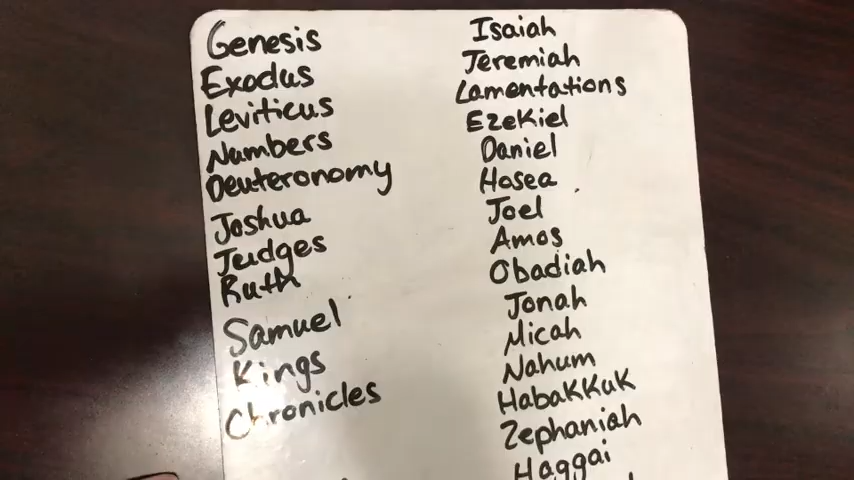 Genesis
Exodus
Leviticus
Numbers
Deuteronomy
Joshua
Judges
Ruth
Samuel
Kings
Chronicles
Isaiah
Jeremiah
Lamentations
Ezekiel
Daniel
Hosea
Joel
Amos
Obadiah
Jonah
Micah
Nahum
Habakkuk
Zephaniah
Haggai